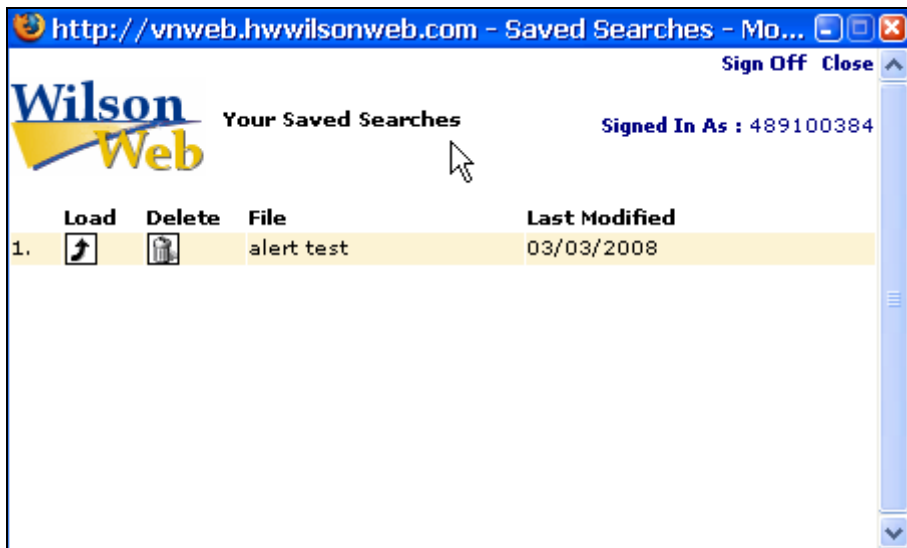 http://vnweb.hwwilsonweb.com - Saved Searches - Mo...
Sign Off Close
Wilson
Web
Your Saved Searches
Signed In As : 489100384
Load Delete File Last Modified
1. alert test 03/03/2008